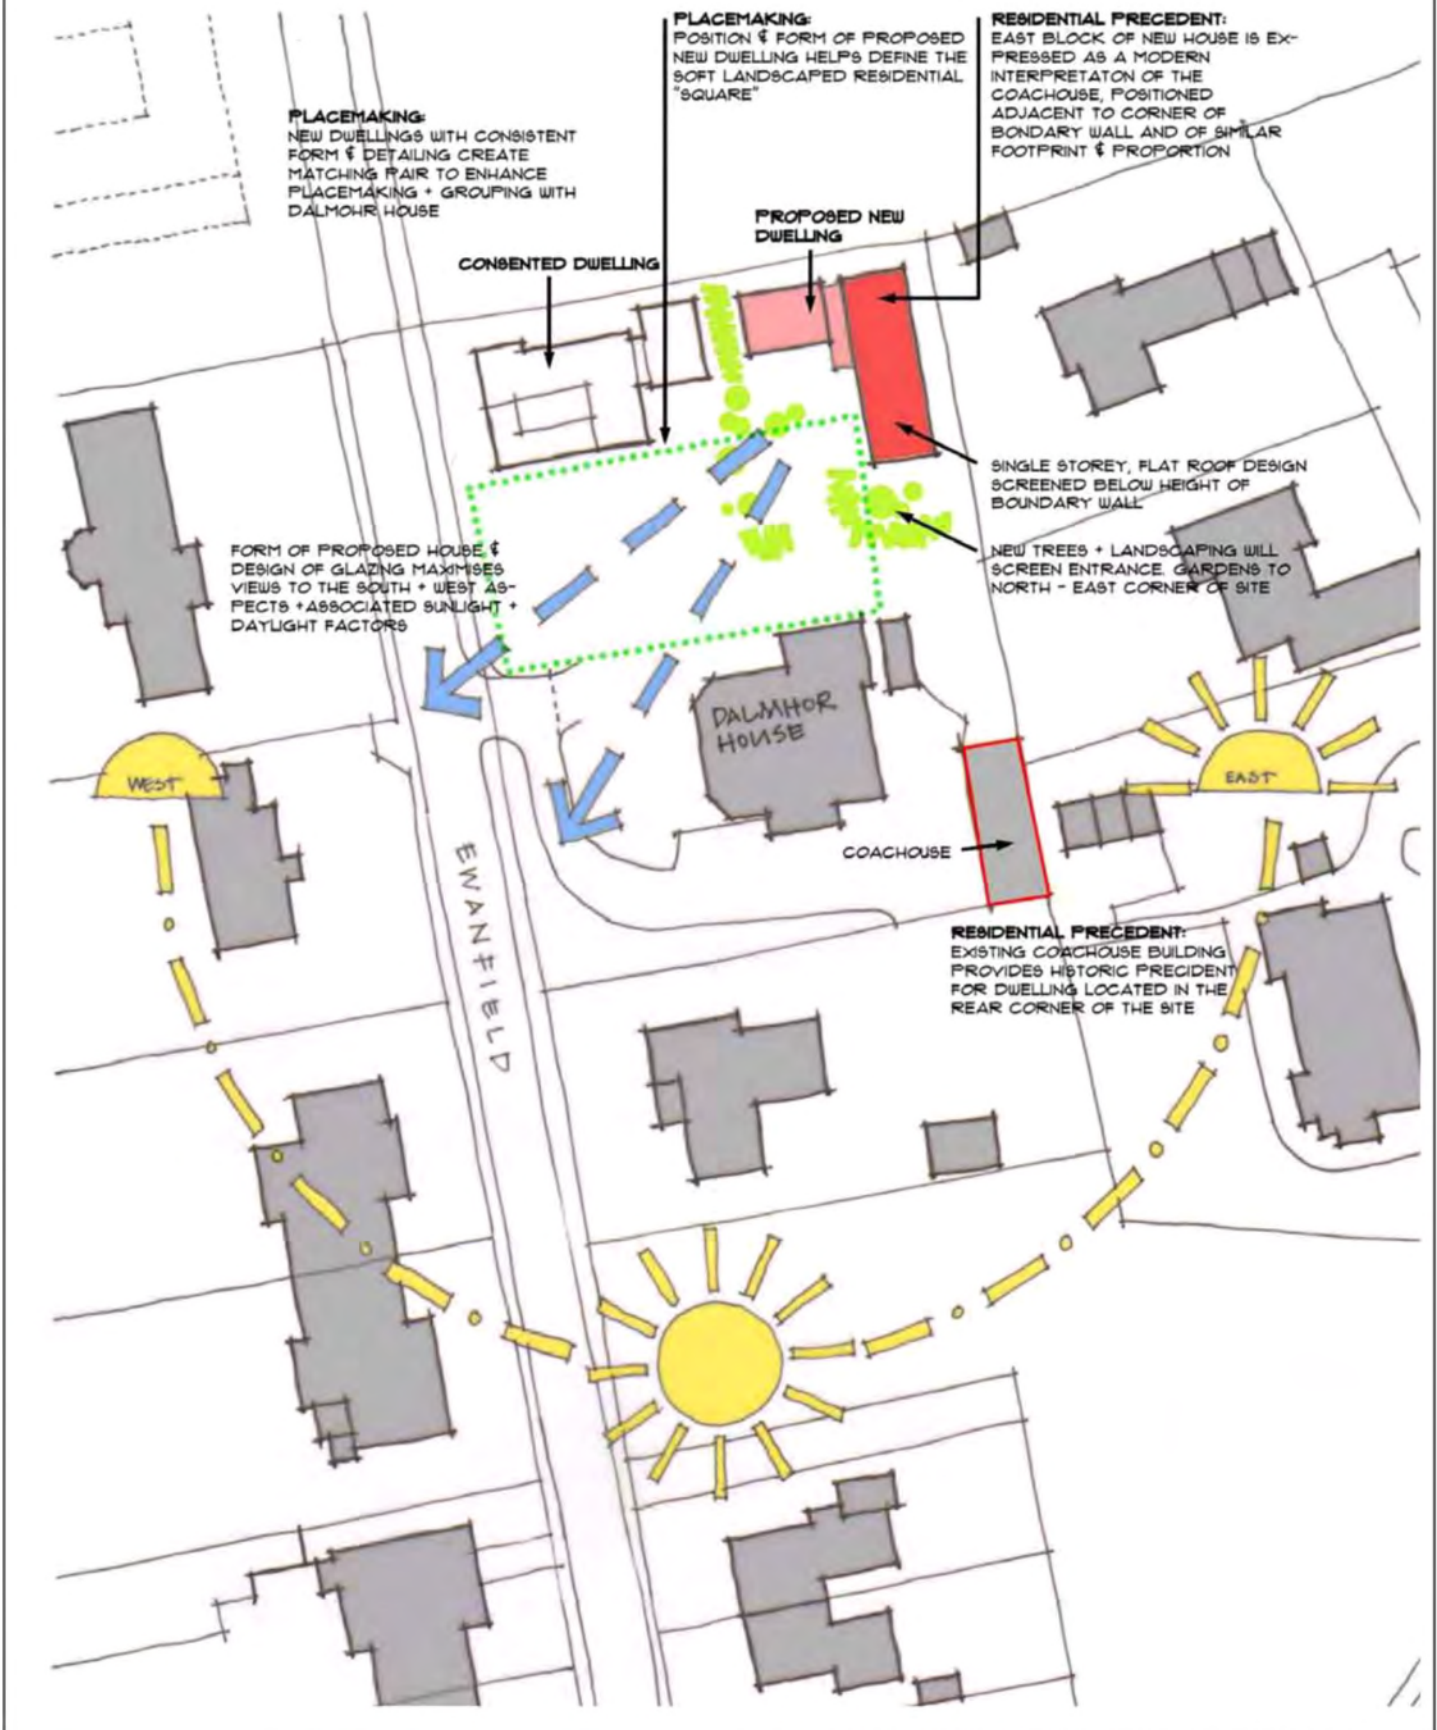 PLACEMAKING:
POSITION & FORM OF PROPOSED
NEW DWELLING HELPS DEFINE THE
SOFT LANDSCAPED RESIDENTIAL
"SQUARE"
RESIDENTIAL PRECEDENT:
EAST BLOCK OF NEW HOUSE IS EX-
PRESSED AS A MODERN
INTERPRETATON OF THE
COACHOUSE, POSITIONED
ADJACENT TO CORNER OF
BONDARY WALL AND OF SIMILAR
FOOTPRINT & PROPORTION
PLACEMAKING:
NEW DWELLINGS WITH CONSISTENT
FORM & DETAILING CREATE
MATCHING PAIR TO ENHANCE
PLACEMAKING + GROUPING WITH
DALMOHR HOUSE
PROPOSED NEW
DWELLING
CONSENTED DWELLING
SINGLE STOREY, FLAT ROOF DESIGN
SCREENED BELOW HEIGHT OF
BOUNDARY WALL
FORM OF PROPOSED HOUSE &
DESIGN OF GLAZING MAXIMISES
VIEWS TO THE SOUTH + WEST AS-
PECTS +ASSOCIATED SUNLIGHT +
DAYLIGHT FACTORS
NEW TREES + LANDSCAPING WILL
SCREEN ENTRANCE. GARDENS TO
NORTH - EAST CORNER OF SITE
DALMHOR
HOUSE
WEST
EAST
COACHOUSE
EWANFIELD
RESIDENTIAL PRECEDENT:
EXISTING COACHOUSE BUILDING
PROVIDES HISTORIC PRECIDENT
FOR DWELLING LOCATED IN THE
REAR CORNER OF THE SITE